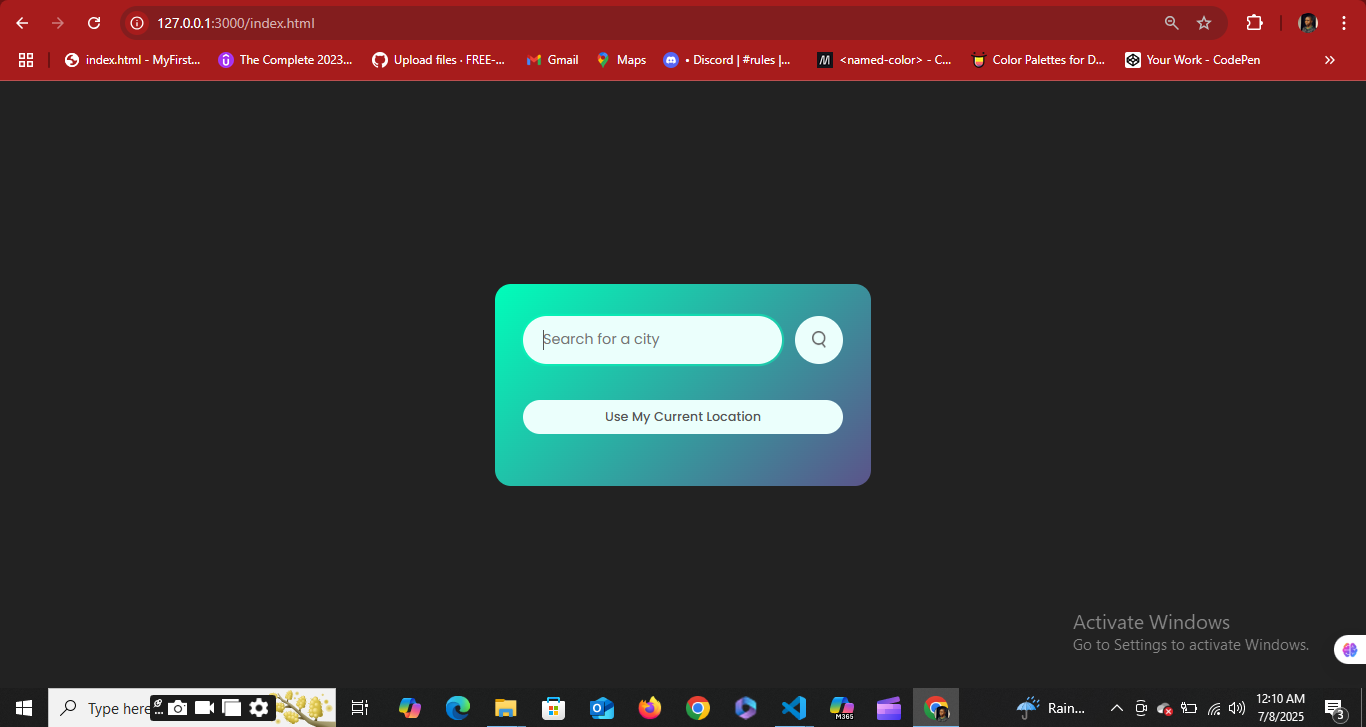 127.0.0.1:3000/index.html
index.html - MyFirst... The Complete 2023... Upload files · FREE-... Gmail Maps • Discord | #rules |... M <named-color> - C... Color Palettes for D... Your Work - CodePen »
Search for a city
Use My Current Location
Activate Windows
Go to Settings to activate Windows.
Type here M365 Rain... 12:10 AM
7/8/2025 3